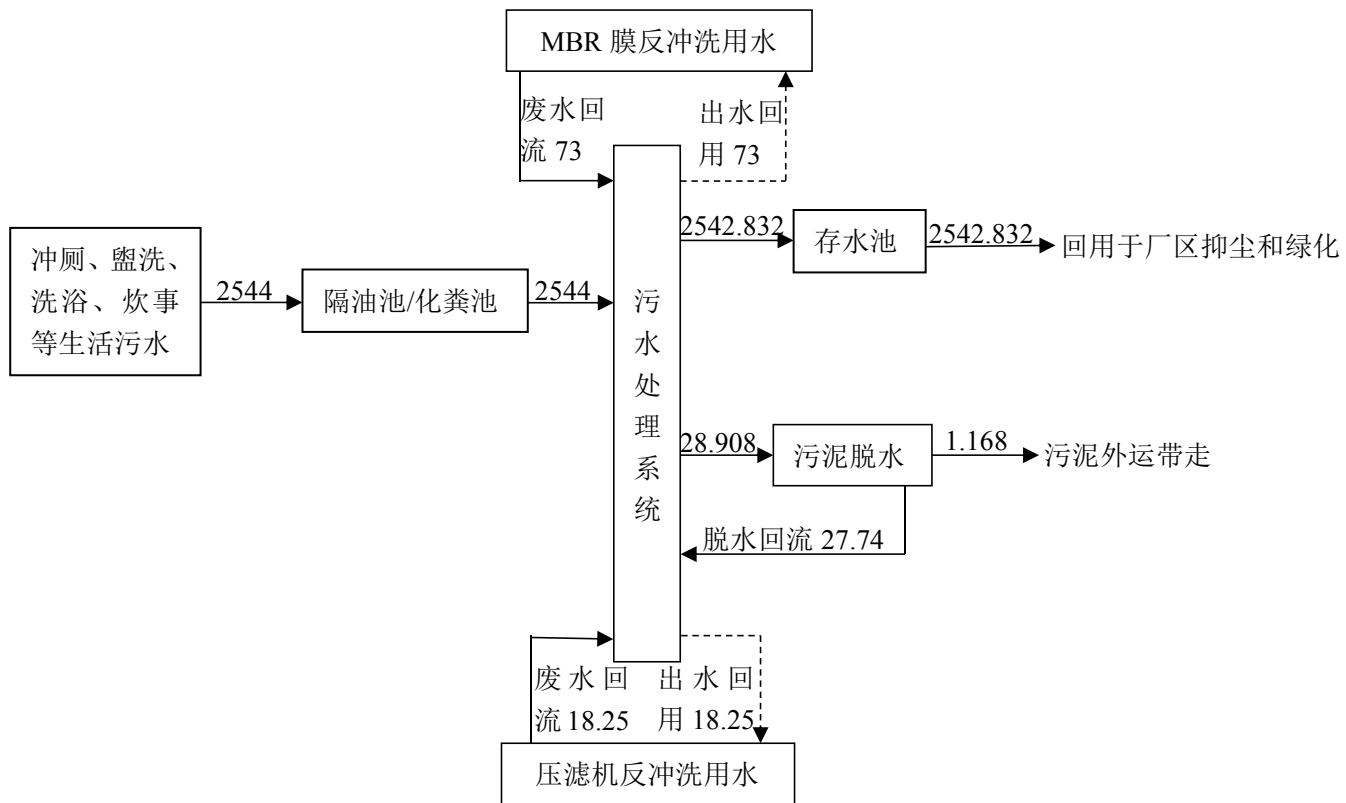 MBR 膜反冲洗用水
废水回
流 73
出水回
用 73
冲厕、盥洗、
洗浴、炊事
等生活污水
2544
隔油池/化粪池
2544
污
水
处
理
系
统
2542.832
存水池
2542.832
回用于厂区抑尘和绿化
28.908
污泥脱水
1.168
污泥外运带走
脱水回流 27.74
废水回
流 18.25
出水回
用 18.25
压滤机反冲洗用水